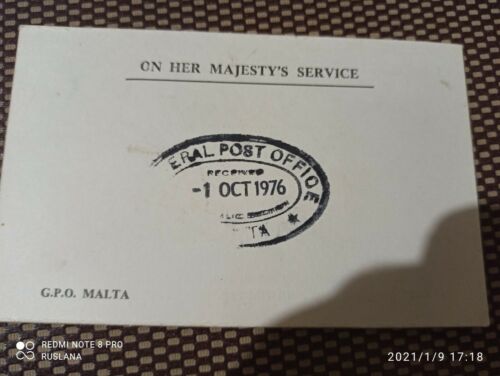 ON HER MAJESTY'S SERVICE
ERAL POST OFFICE
RECEIVED
-1 OCT 1976
TA
G.P.O. MALTA
REDMI NOTE 8 PRO
RUSLANA
2021/1/9 17:18